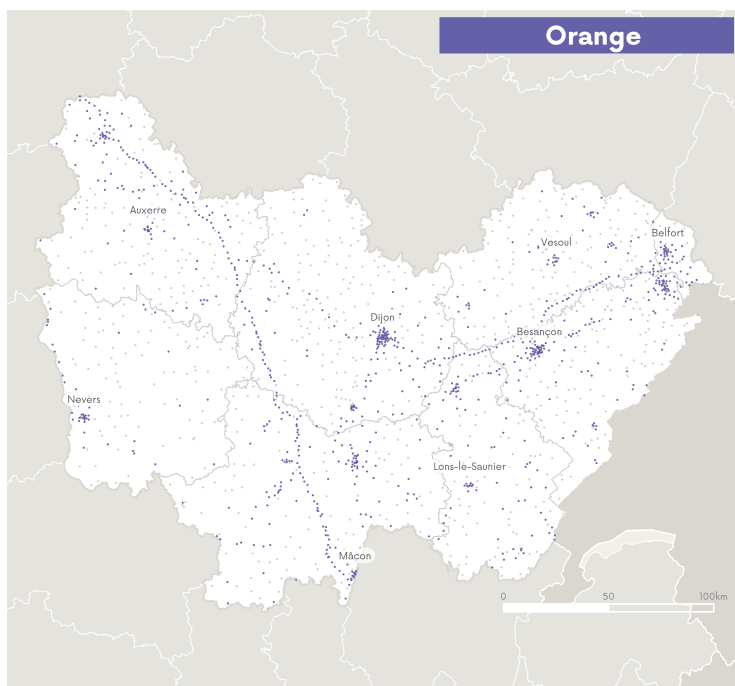 Orange
Auxerre
Belfort
Vesoul
Dijon
Besançon
Nevers
Lons-le-Saunier
Mâcon
0 50 100km